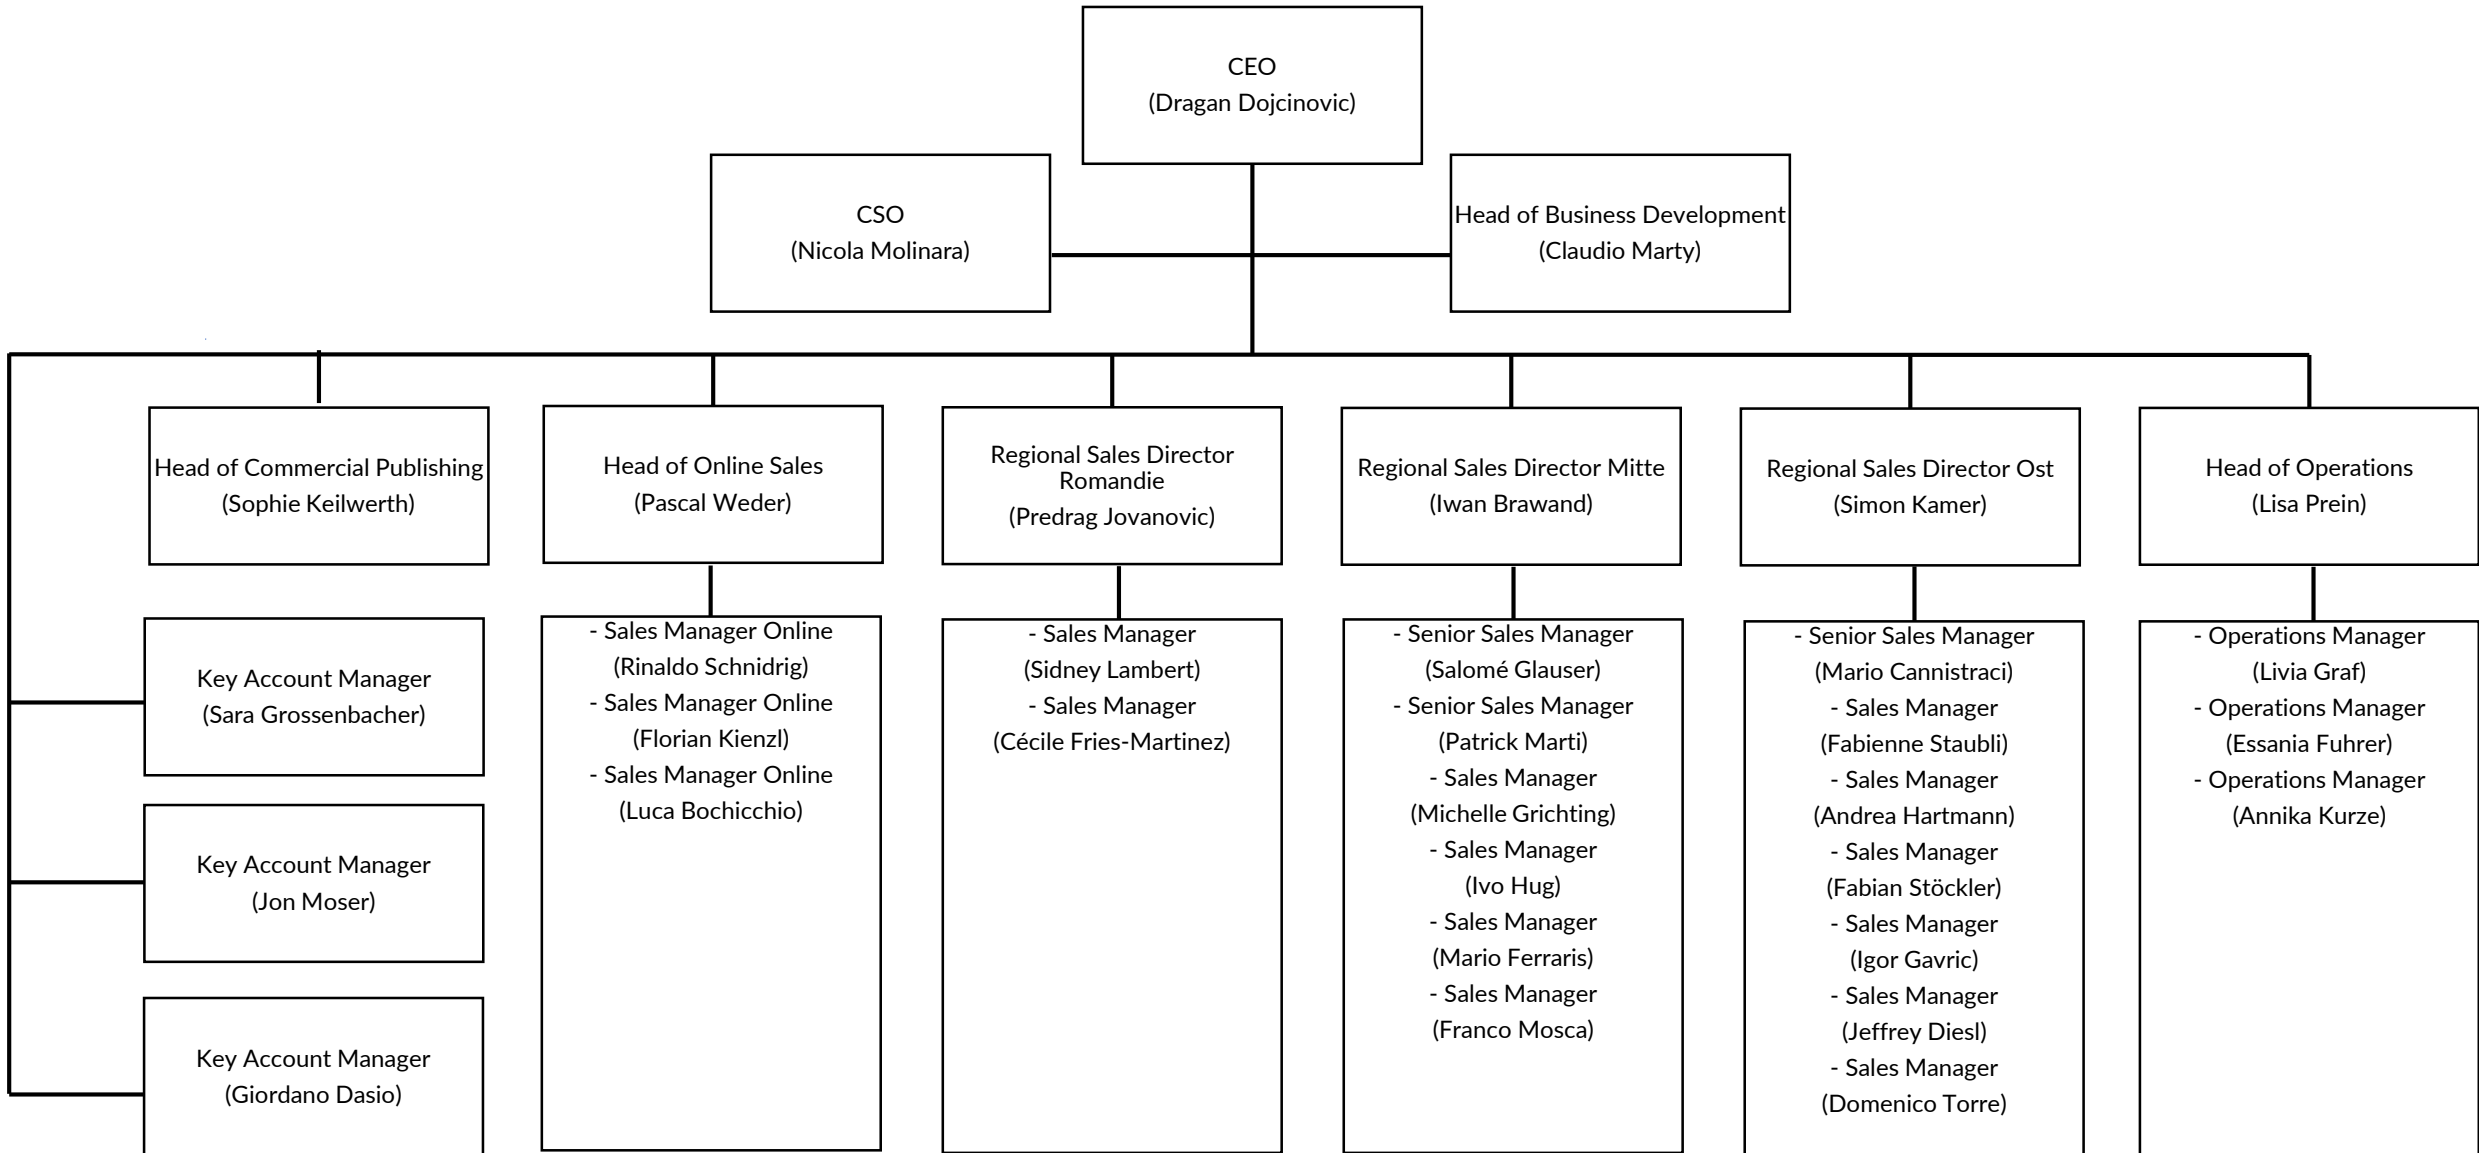 CEO
(Dragan Dojcinovic)
CSO
(Nicola Molinara)
Head of Business Development
(Claudio Marty)
Head of Commercial Publishing
(Sophie Keilwerth)
Head of Online Sales
(Pascal Weder)
Regional Sales Director
Romandie
(Predrag Jovanovic)
Regional Sales Director Mitte
(Iwan Brawand)
Regional Sales Director Ost
(Simon Kamer)
Head of Operations
(Lisa Prein)
Key Account Manager
(Sara Grossenbacher)
Key Account Manager
(Jon Moser)
Key Account Manager
(Giordano Dasio)
- Sales Manager Online
(Rinaldo Schnidrig)
- Sales Manager Online
(Florian Kienzl)
- Sales Manager Online
(Luca Bochicchio)
- Sales Manager
(Sidney Lambert)
- Sales Manager
(Cécile Fries-Martinez)
- Senior Sales Manager
(Salomé Glauser)
- Senior Sales Manager
(Patrick Marti)
- Sales Manager
(Michelle Grichting)
- Sales Manager
(Ivo Hug)
- Sales Manager
(Mario Ferraris)
- Sales Manager
(Franco Mosca)
- Senior Sales Manager
(Mario Cannistraci)
- Sales Manager
(Fabienne Staubli)
- Sales Manager
(Andrea Hartmann)
- Sales Manager
(Fabian Stöckler)
- Sales Manager
(Igor Gavric)
- Sales Manager
(Jeffrey Diesl)
- Sales Manager
(Domenico Torre)
- Operations Manager
(Livia Graf)
- Operations Manager
(Essania Fuhrer)
- Operations Manager
(Annika Kurze)